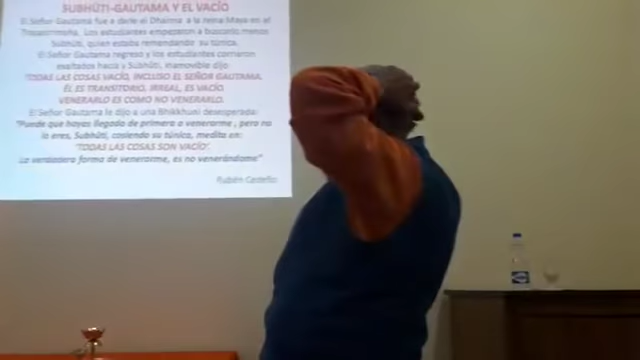 SUBHÛTI-GAUTAMA Y EL VACÍO
El Señor Gautama fue a darle el Dharma a la reina Maya en el
Los estudiantes empezaron a buscarlo menos
Subhûti, quien estaba remendando su túnica.
El Señor Gautama regresó y los estudiantes corrieron
exaltados hacia y Subhûti, inamovible dijo
"TODAS LAS COSAS VACÍO, INCLUSO EL SEÑOR GAUTAMA.
ÉL ES TRANSITORIO, IRREAL, ES VACÍO.
VENERARLO ES COMO NO VENERARLO.
El Señor Gautama le dijo a una Bhikkhuni desesperada:
"Puede que hayas llegado de primera a venerarme, pero no
lo eres, Subhûti, cosiendo su túnica, medita en:
'TODAS LAS COSAS SON VACÍO'.
La verdadera forma de venerarme, es no venerándome"
Rubén Cedeño